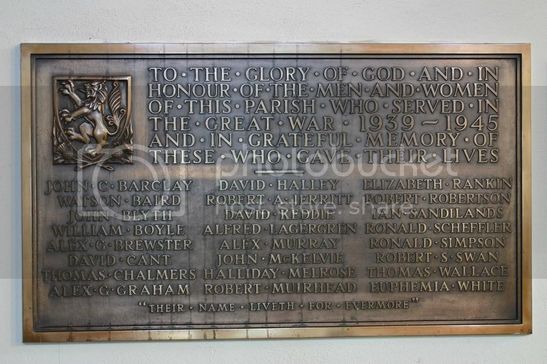 TO·THE·GLORY·OF·GOD·AND·IN
HONOUR·OF·THE·MEN·AND·WOMEN
OF·THIS·PARISH·WHO·SERVED·IN
THE·GREAT·WAR·1939~1945
AND·IN·GRATEFUL·MEMORY·OF
THESE·WHO·GAVE·THEIR·LIVES
JOHN·C·BARCLAY DAVID·HALLEY ELIZABETH·RANKIN
WATSON·BAIRD ROBERT·A·JERRITT ROBERT·ROBERTSON
JOHN·BLYTH DAVID·KEDDIE IAN·SANDILANDS
WILLIAM·BOYLE ALFRED·LAGERGREN RONALD·SCHEFFLER
ALEX·G·BREWSTER ALEX·MURRAY RONALD·SIMPSON
DAVID·CANT JOHN·McKELVIE ROBERT·S·SWAN
THOMAS·CHALMERS HALLIDAY·MELROSE THOMAS·WALLACE
ALEX·G·GRAHAM ROBERT·MUIRHEAD EUPHEMIA·WHITE
"THEIR·NAME·LIVETH·FOR·EVERMORE"
photobucket